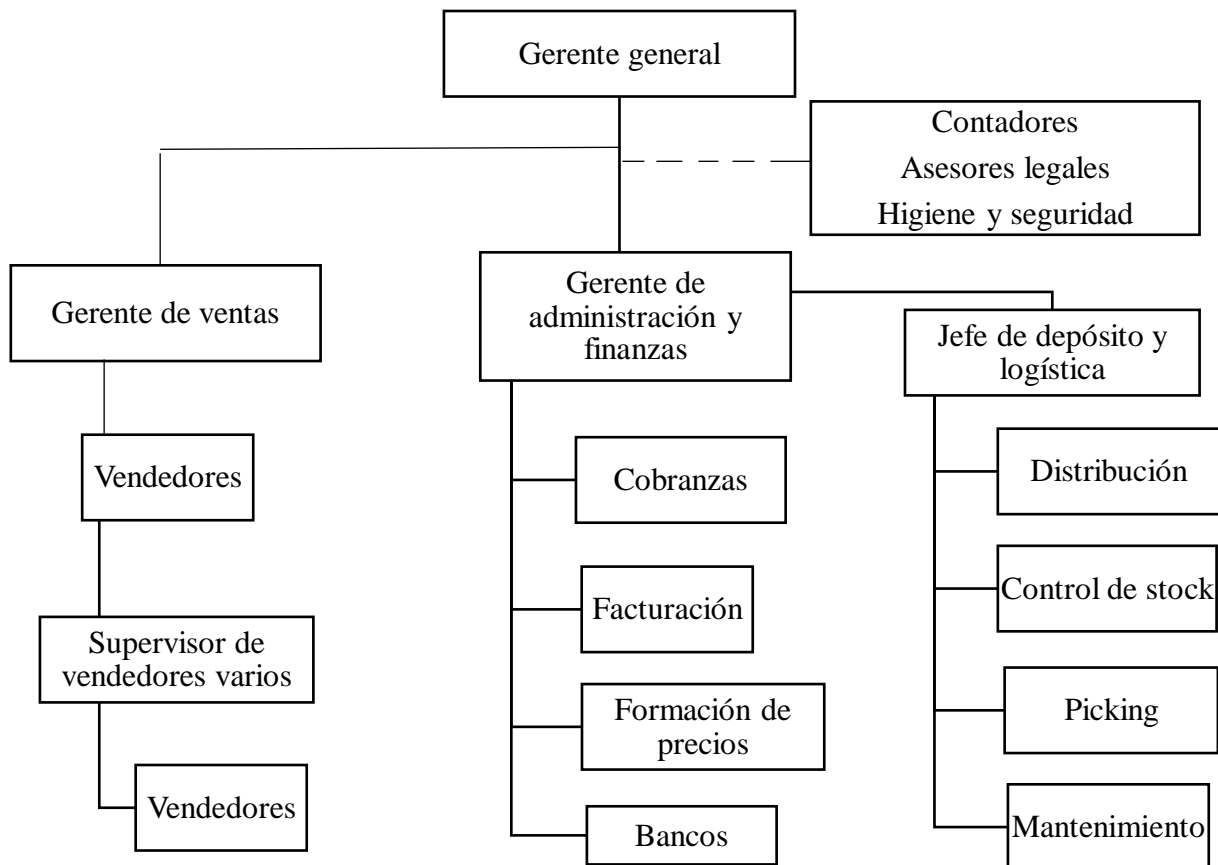 Gerente general
Contadores
Asesores legales
Higiene y seguridad
Gerente de ventas
Gerente de
administración y
finanzas
Jefe de depósito y
logística
Vendedores
Supervisor de
vendedores varios
Vendedores
Cobranzas
Facturación
Formación de
precios
Bancos
Distribución
Control de stock
Picking
Mantenimiento